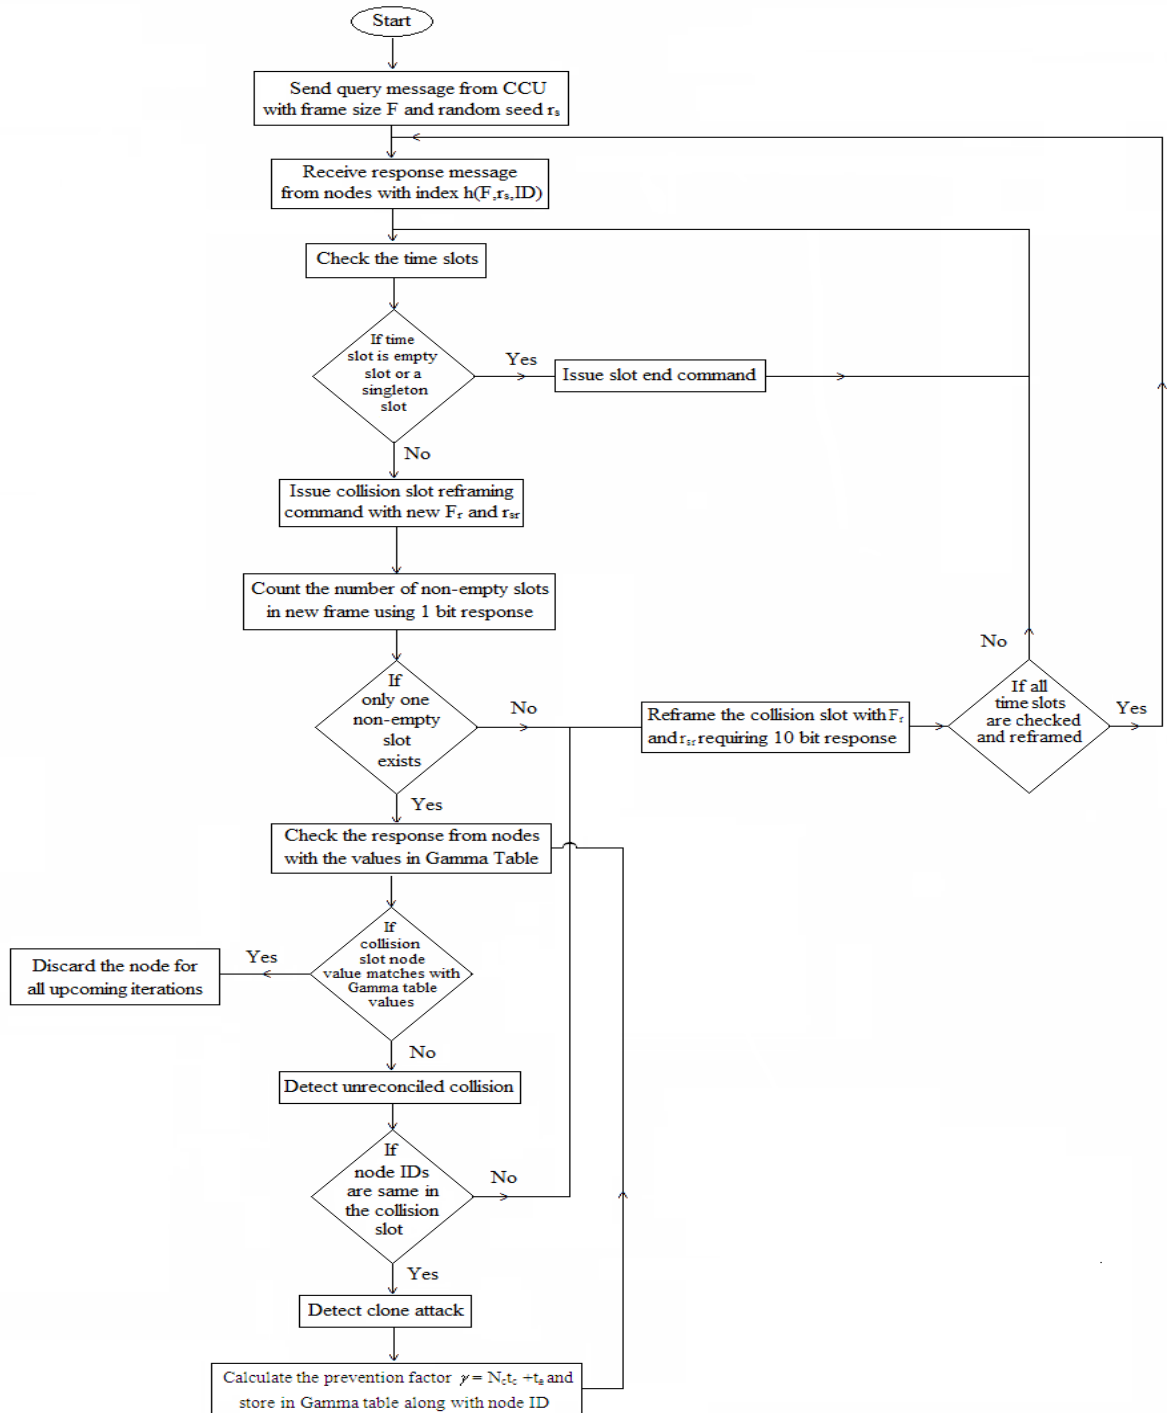 Start
Send query message from CCU
with frame size F and random seed rₛ
Receive response message
from nodes with index h(F,rₛ,ID)
Check the time slots
If time
slot is empty
slot or a
singleton
slot
Yes
Issue slot end command
No
Issue collision slot reframing
command with new Fᵣ and rₛᵣ
Count the number of non-empty slots
in new frame using 1 bit response
If
only one
non-empty
slot
exists
No
Reframe the collision slot with Fᵣ
and rₛᵣ requiring 10 bit response
No
If all
time slots
are checked
and reframed
Yes
Yes
Check the response from nodes
with the values in Gamma Table
If
collision
slot node
value matches with
Gamma table
values
Yes
Discard the node for
all upcoming iterations
No
Detect unreconciled collision
If
node IDs
are same in
the collision
slot
No
Yes
Detect clone attack
Calculate the prevention factor γ = N꜀t꜀ +tₐ and
store in Gamma table along with node ID